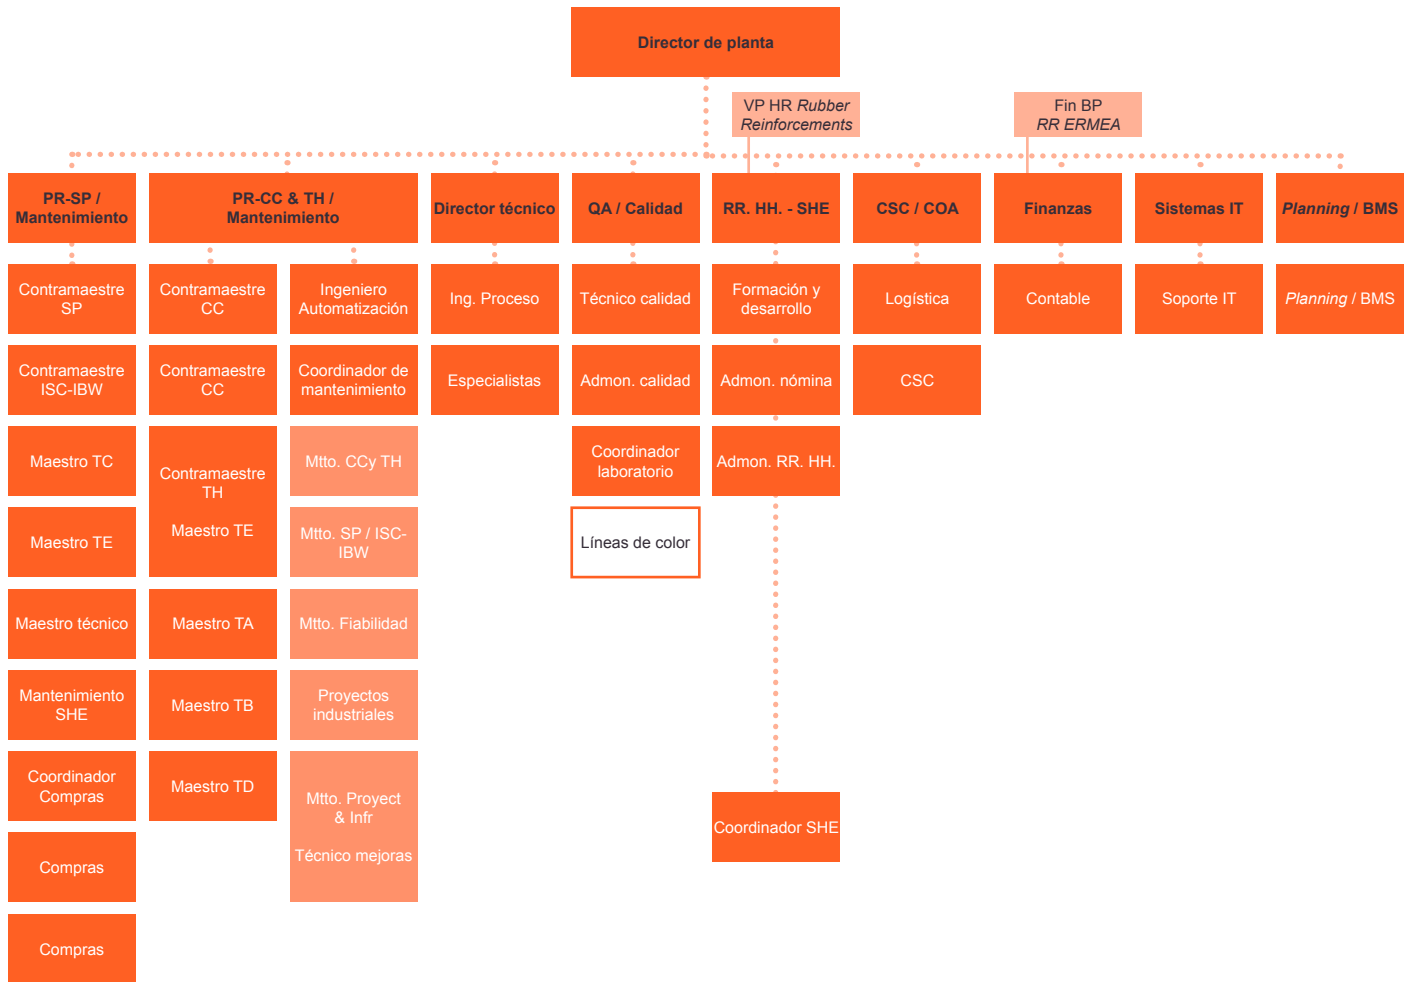 Director de planta
VP HR Rubber
Reinforcements
Fin BP
RR ERMEA
PR-SP /
Mantenimiento
PR-CC & TH /
Mantenimiento
Director técnico
QA / Calidad
RR. HH. - SHE
CSC / COA
Finanzas
Sistemas IT
Planning / BMS
Contramaestre
SP
Contramaestre
CC
Ingeniero
Automatización
Ing. Proceso
Técnico calidad
Formación y
desarrollo
Logística
Contable
Soporte IT
Planning / BMS
Contramaestre
ISC-IBW
Contramaestre
CC
Coordinador de
mantenimiento
Especialistas
Admon. calidad
Admon. nómina
CSC
Maestro TC
Contramaestre
TH
Maestro TE
Mtto. CCy TH
Coordinador
laboratorio
Admon. RR. HH.
Maestro TE
Mtto. SP / ISC-
IBW
Líneas de color
Maestro técnico
Maestro TA
Mtto. Fiabilidad
Mantenimiento
SHE
Maestro TB
Proyectos
industriales
Coordinador
Compras
Maestro TD
Mtto. Proyect
& Infr
Técnico mejoras
Coordinador SHE
Compras
Compras